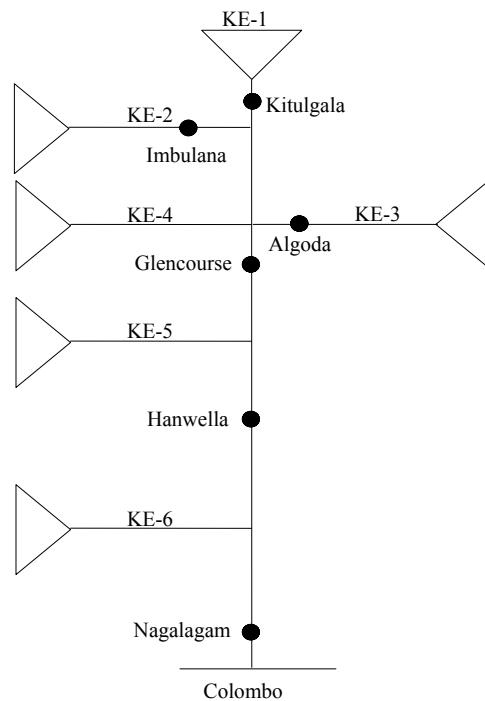 KE-1
Kitulgala
KE-2
Imbulana
KE-4
KE-3
Algoda
Glencourse
KE-5
Hanwella
KE-6
Nagalagam
Colombo